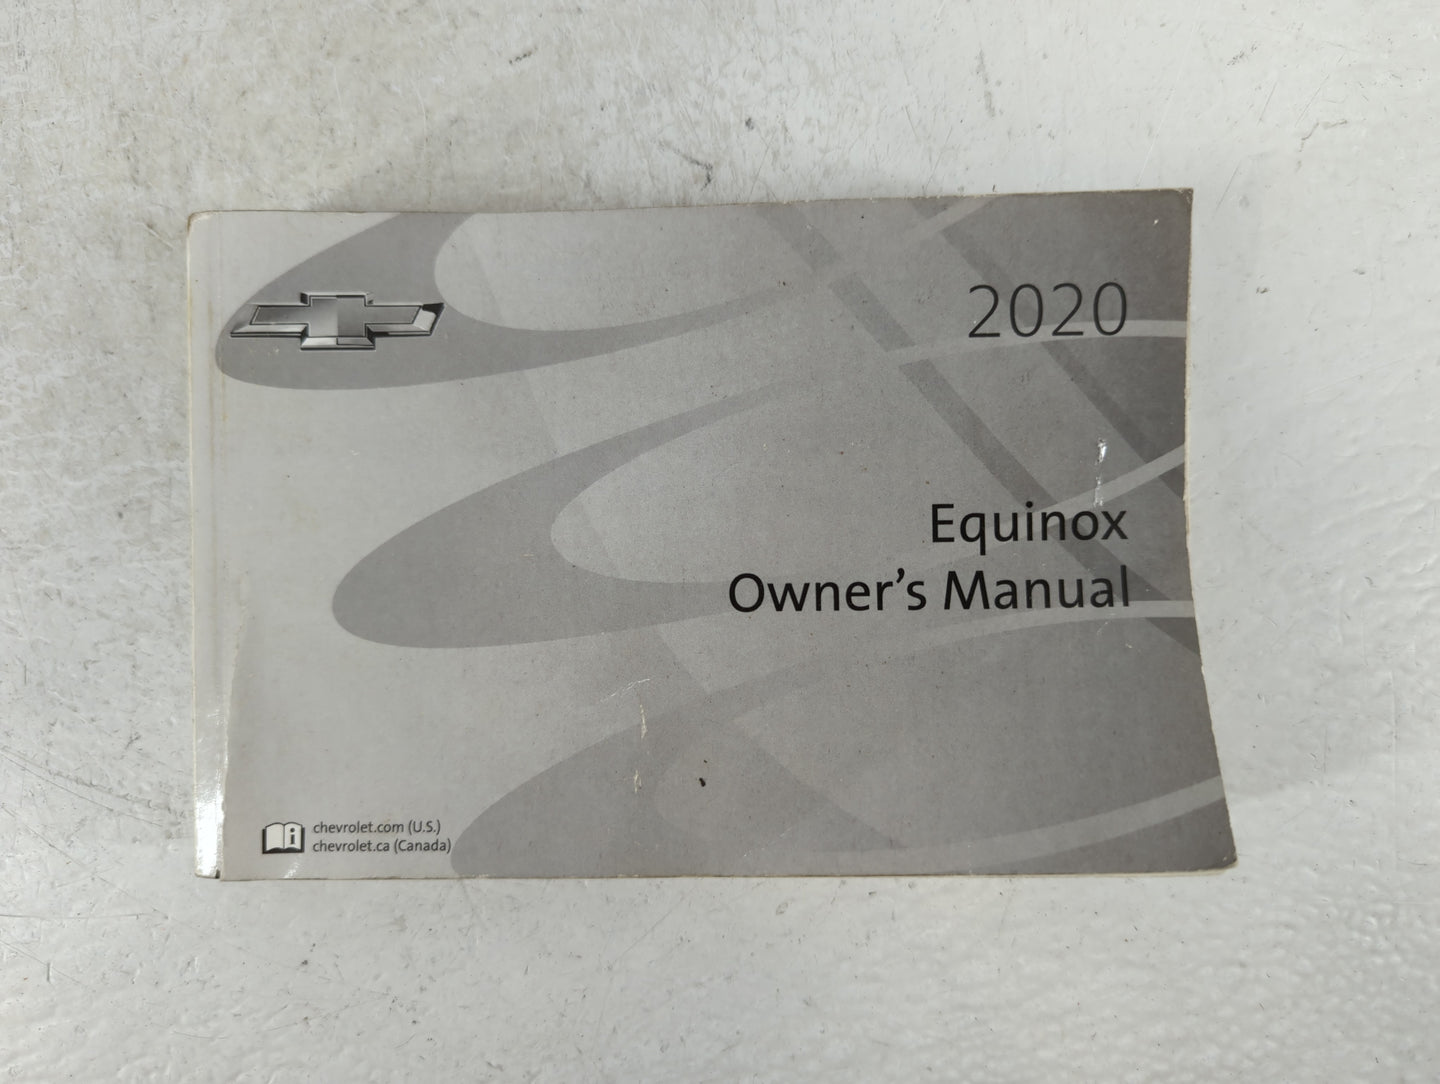 2020
Equinox
Owner's Manual
chevrolet.com (U.S.)
chevrolet.ca (Canada)